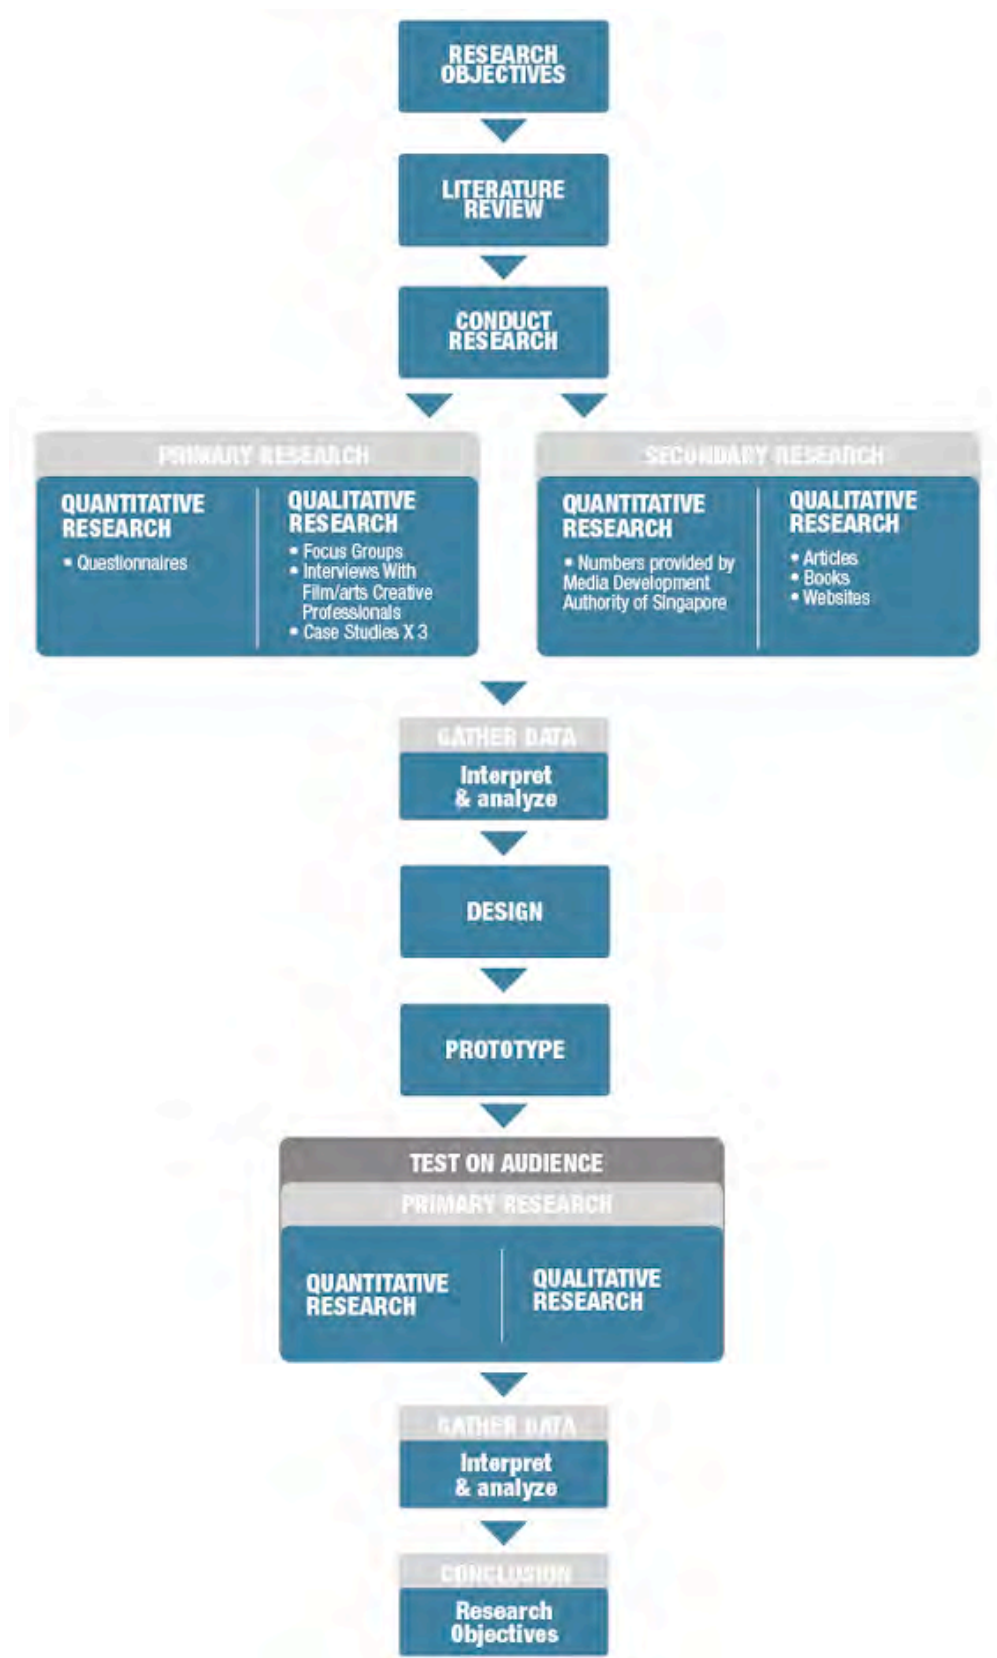 RESEARCH
OBJECTIVES
LITERATURE
REVIEW
CONDUCT
RESEARCH
PRIMARY RESEARCH
QUANTITATIVE
RESEARCH
• Questionnaires
QUALITATIVE
RESEARCH
• Focus Groups
• Interviews With
Film/arts Creative
Professionals
• Case Studies X 3
SECONDARY RESEARCH
QUANTITATIVE
RESEARCH
• Numbers provided by
Media Development
Authority of Singapore
QUALITATIVE
RESEARCH
• Articles
• Books
• Websites
GATHER DATA
Interpret
& analyze
DESIGN
PROTOTYPE
TEST ON AUDIENCE
PRIMARY RESEARCH
QUANTITATIVE
RESEARCH
QUALITATIVE
RESEARCH
GATHER DATA
Interpret
& analyze
CONCLUSION
Research
Objectives